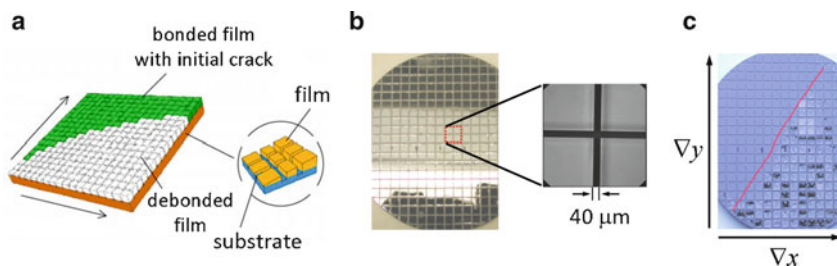 a
bonded film
with initial crack
film
debonded
film
substrate
b
40 μm
c
∇y
∇x